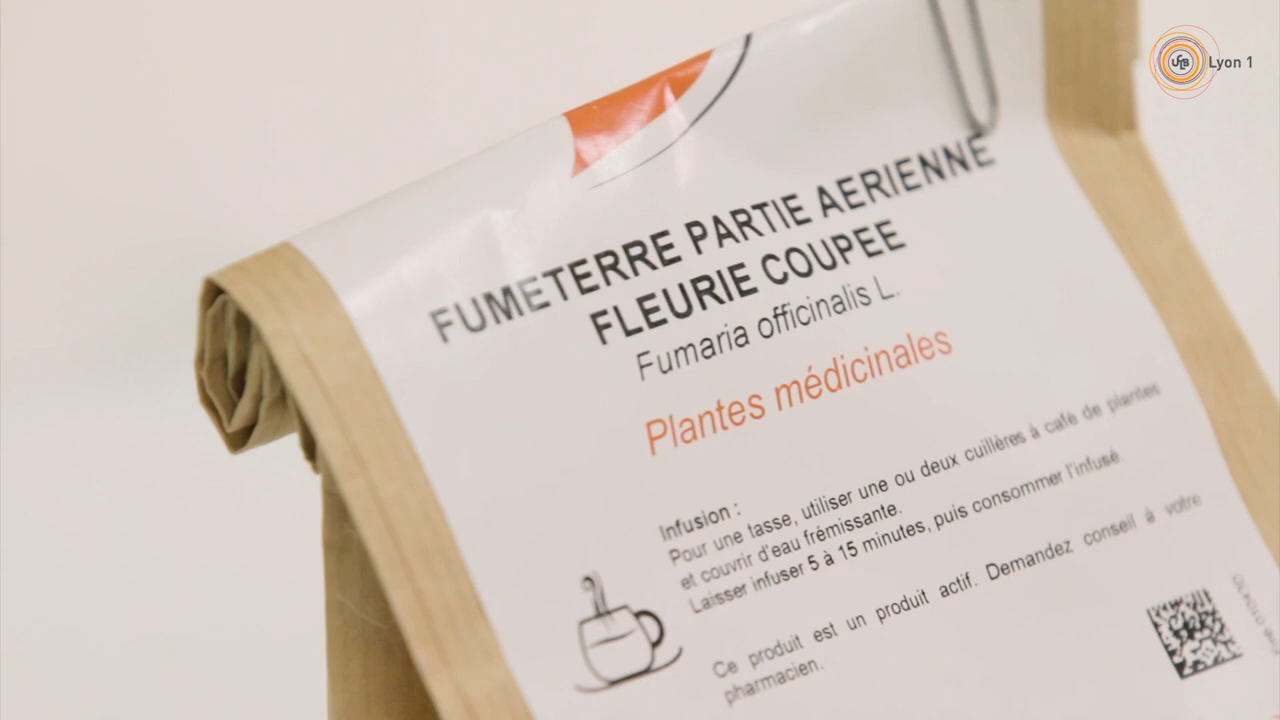 UCLB Lyon 1
FUMETERRE PARTIE AERIENNE
FLEURIE COUPEE
Fumaria officinalis L.
Plantes médicinales
Infusion :
Pour une tasse, utiliser une ou deux cuillères à café de plantes
et couvrir d'eau frémissante.
Laisser infuser 5 à 15 minutes, puis consommer l'infusé.
Ce produit est un produit actif. Demandez conseil à votre
pharmacien.